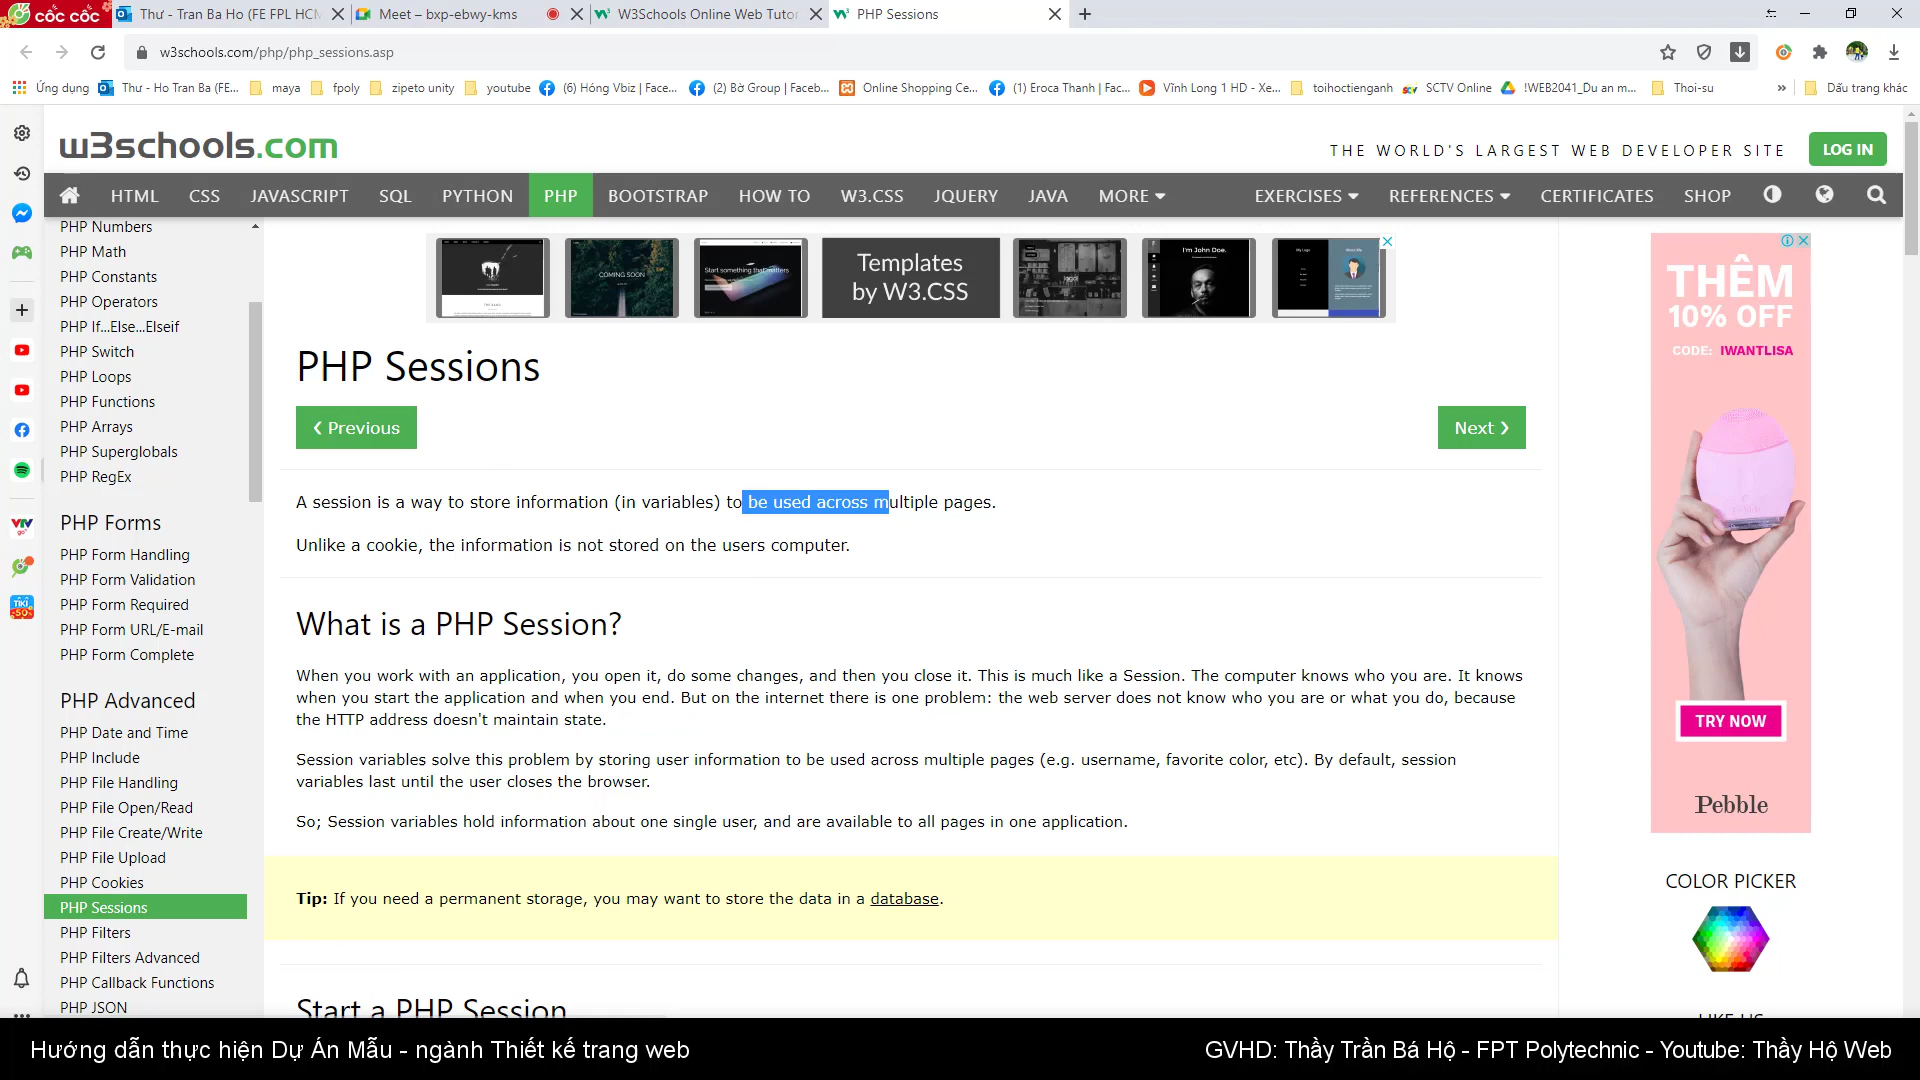 cốc cốc
Thư - Tran Ba Ho (FE FPL HCM
Meet – bxp-ebwy-kms
W3Schools Online Web Tutor
PHP Sessions
w3schools.com/php/php_sessions.asp
Ứng dụng
Thư - Ho Tran Ba (FE...
maya
fpoly
zipeto unity
youtube
(6) Hóng Vbiz | Face...
(2) Bờ Group | Faceb...
Online Shopping Ce...
(1) Eroca Thanh | Fac...
Vĩnh Long 1 HD - Xe...
toihoctienganh
SCTV Online
!WEB2041_Du an m...
Thoi-su
»
Dấu trang khác
w3schools.com
THE WORLD'S LARGEST WEB DEVELOPER SITE
LOG IN
HTML CSS JAVASCRIPT SQL PYTHON PHP BOOTSTRAP HOW TO W3.CSS JQUERY JAVA MORE EXERCISES REFERENCES CERTIFICATES SHOP
PHP Numbers
PHP Math
PHP Constants
PHP Operators
PHP If...Else...Elseif
PHP Switch
PHP Loops
PHP Functions
PHP Arrays
PHP Superglobals
PHP RegEx
PHP Forms
PHP Form Handling
PHP Form Validation
PHP Form Required
PHP Form URL/E-mail
PHP Form Complete
PHP Advanced
PHP Date and Time
PHP Include
PHP File Handling
PHP File Open/Read
PHP File Create/Write
PHP File Upload
PHP Cookies
PHP Sessions
PHP Filters
PHP Filters Advanced
PHP Callback Functions
PHP JSON
COMING SOON
Start something that matters
Templates
by W3.CSS
I'm John Doe.
PHP Sessions
❮ Previous
Next ❯
A session is a way to store information (in variables) to be used across multiple pages.
Unlike a cookie, the information is not stored on the users computer.
What is a PHP Session?
When you work with an application, you open it, do some changes, and then you close it. This is much like a Session. The computer knows who you are. It knows
when you start the application and when you end. But on the internet there is one problem: the web server does not know who you are or what you do, because
the HTTP address doesn't maintain state.
Session variables solve this problem by storing user information to be used across multiple pages (e.g. username, favorite color, etc). By default, session
variables last until the user closes the browser.
So; Session variables hold information about one single user, and are available to all pages in one application.
Tip: If you need a permanent storage, you may want to store the data in a database.
Start a PHP Session
THÊM
10% OFF
CODE: IWANTLISA
TRY NOW
Pebble
COLOR PICKER
LIKE US
Hướng dẫn thực hiện Dự Án Mẫu - ngành Thiết kế trang web
GVHD: Thầy Trần Bá Hộ - FPT Polytechnic - Youtube: Thầy Hộ Web